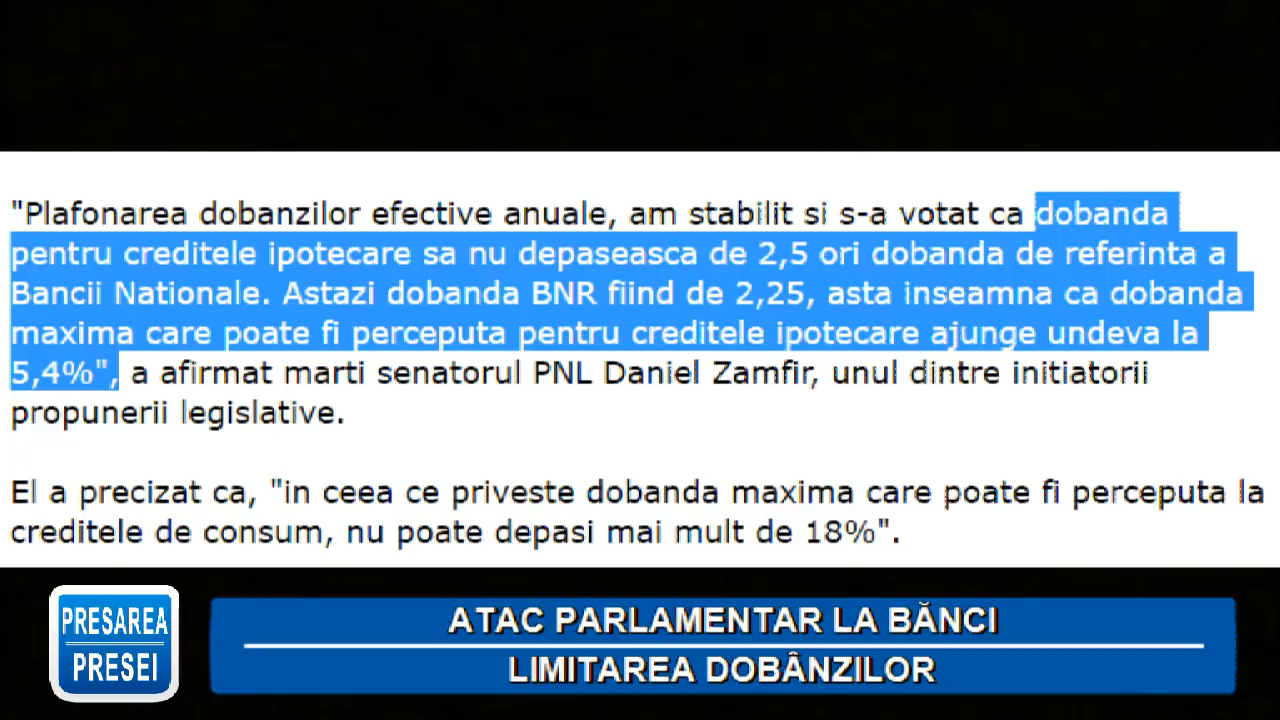 "Plafonarea dobanzilor efective anuale, am stabilit si s-a votat ca dobanda
pentru creditele ipotecare sa nu depaseasca de 2,5 ori dobanda de referinta a
Bancii Nationale. Astazi dobanda BNR fiind de 2,25, asta inseamna ca dobanda
maxima care poate fi perceputa pentru creditele ipotecare ajunge undeva la
5,4%", a afirmat marti senatorul PNL Daniel Zamfir, unul dintre initiatorii
propunerii legislative.
El a precizat ca, "in ceea ce priveste dobanda maxima care poate fi perceputa la
creditele de consum, nu poate depasi mai mult de 18%".
PRESAREA
PRESEI
ATAC PARLAMENTAR LA BĂNCI
LIMITAREA DOBÂNZILOR